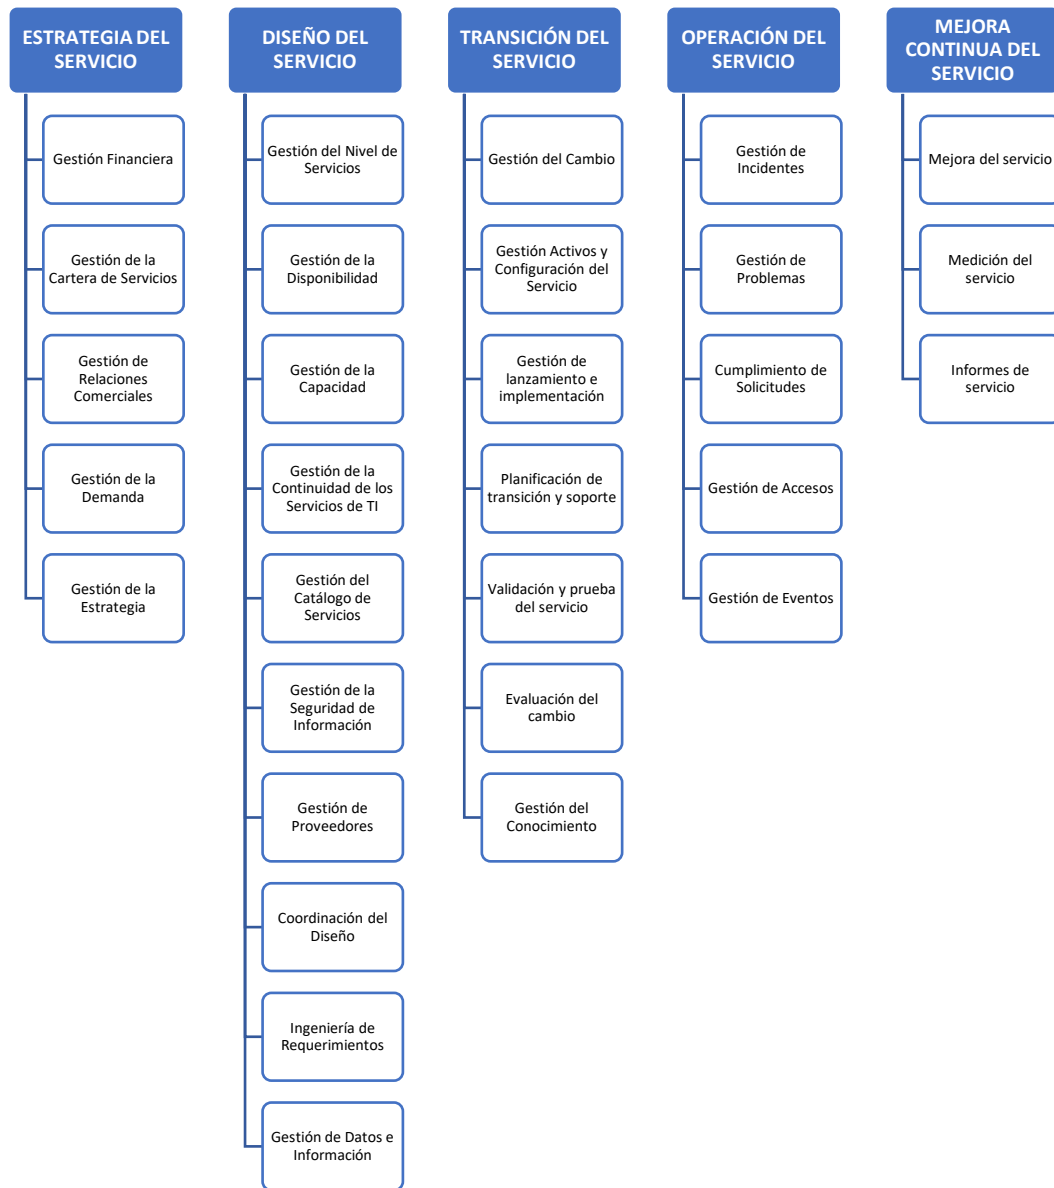 ESTRATEGIA DEL
SERVICIO
Gestión Financiera
Gestión de la
Cartera de Servicios
Gestión de
Relaciones
Comerciales
Gestión de la
Demanda
Gestión de la
Estrategia
DISEÑO DEL
SERVICIO
Gestión del Nivel de
Servicios
Gestión de la
Disponibilidad
Gestión de la
Capacidad
Gestión de la
Continuidad de los
Servicios de TI
Gestión del
Catálogo de
Servicios
Gestión de la
Seguridad de
Información
Gestión de
Proveedores
Coordinación del
Diseño
Ingeniería de
Requerimientos
Gestión de Datos e
Información
TRANSICIÓN DEL
SERVICIO
Gestión del Cambio
Gestión Activos y
Configuración del
Servicio
Gestión de
lanzamiento e
implementación
Planificación de
transición y soporte
Validación y prueba
del servicio
Evaluación del
cambio
Gestión del
Conocimiento
OPERACIÓN DEL
SERVICIO
Gestión de
Incidentes
Gestión de
Problemas
Cumplimiento de
Solicitudes
Gestión de Accesos
Gestión de Eventos
MEJORA
CONTINUA DEL
SERVICIO
Mejora del servicio
Medición del
servicio
Informes de
servicio